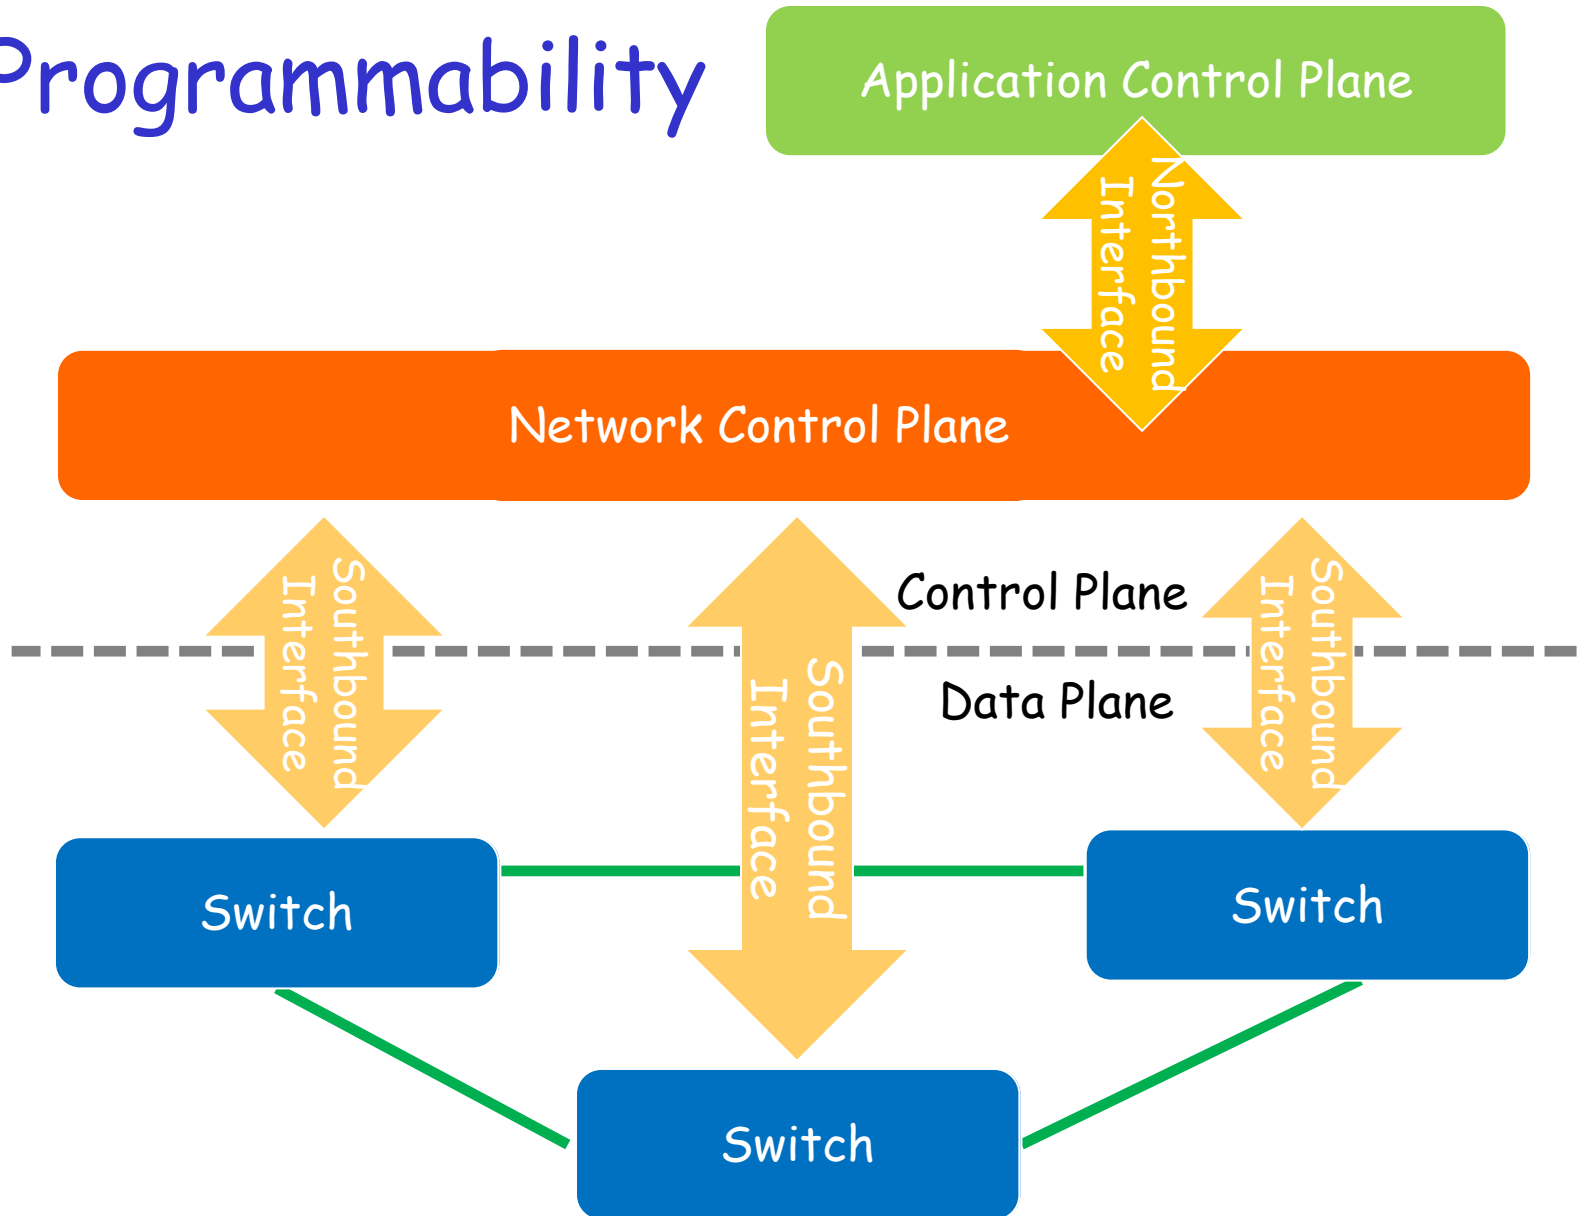 Programmability
Application Control Plane
Northbound
Interface
Network Control Plane
Southbound
Interface
Southbound
Interface
Southbound
Interface
Control Plane
Data Plane
Switch
Switch
Switch